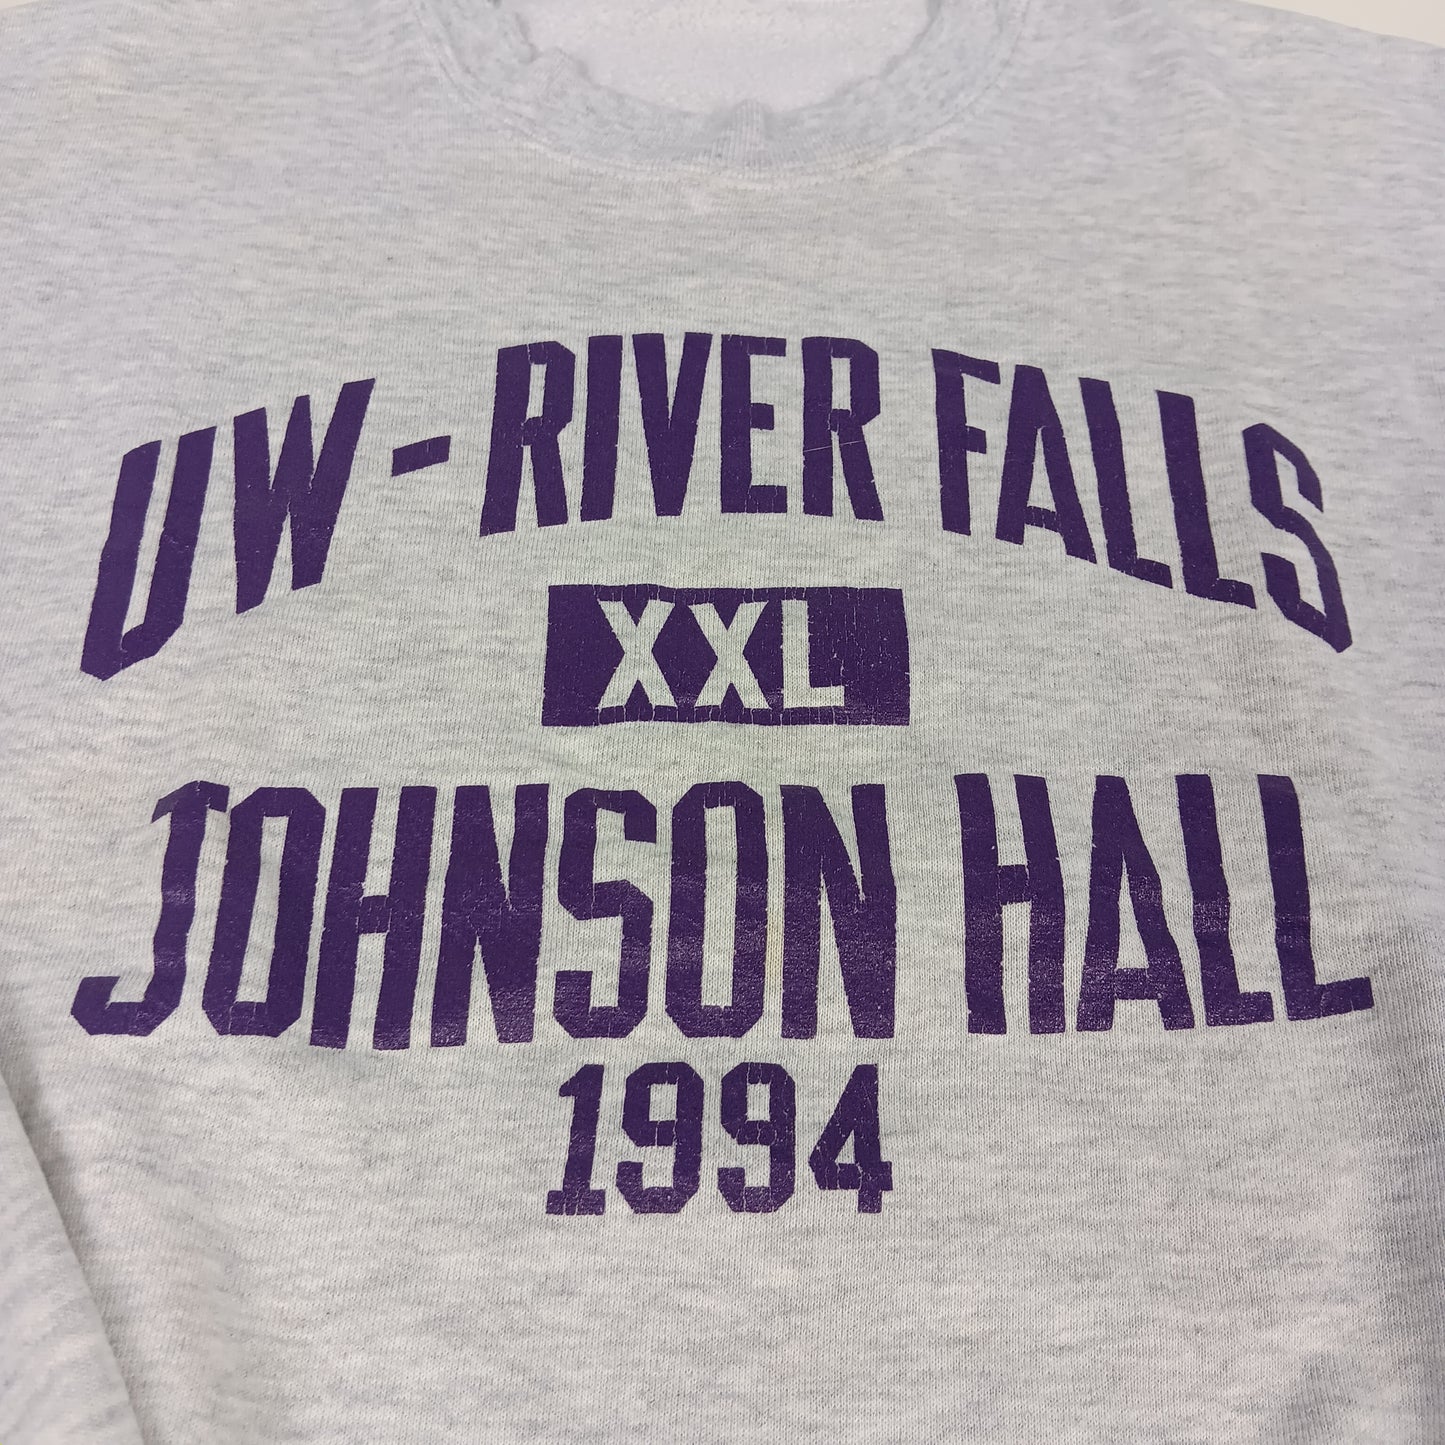 UW - RIVER FALLS
XXL
JOHNSON HALL
1994